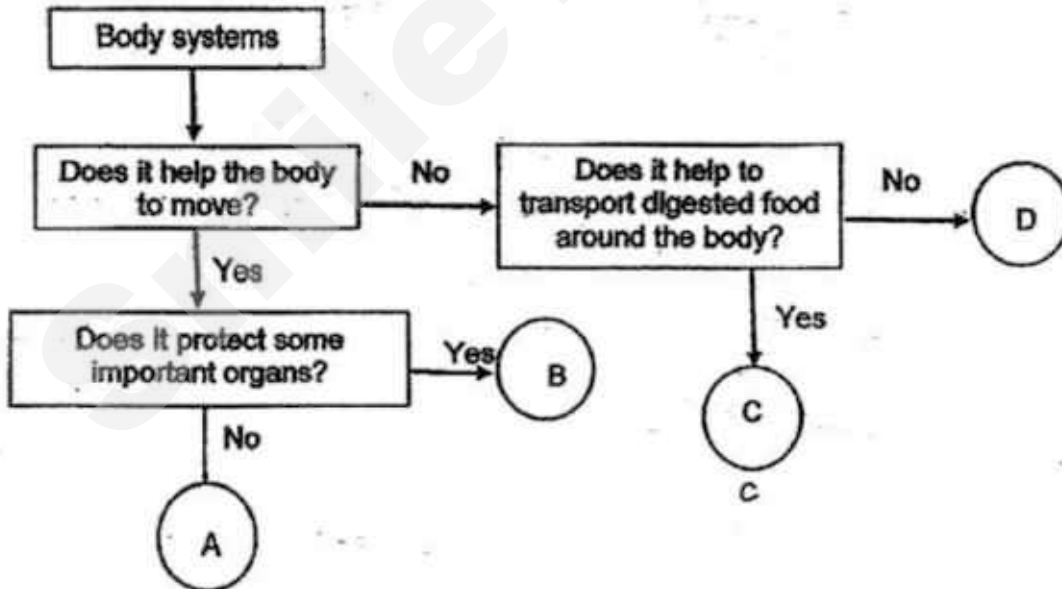 Body systems
Does it help the body
to move?
No
Does it help to
transport digested food
around the body?
No
D
Yes
Yes
Does it protect some
important organs?
Yes
B
C
No
C
A